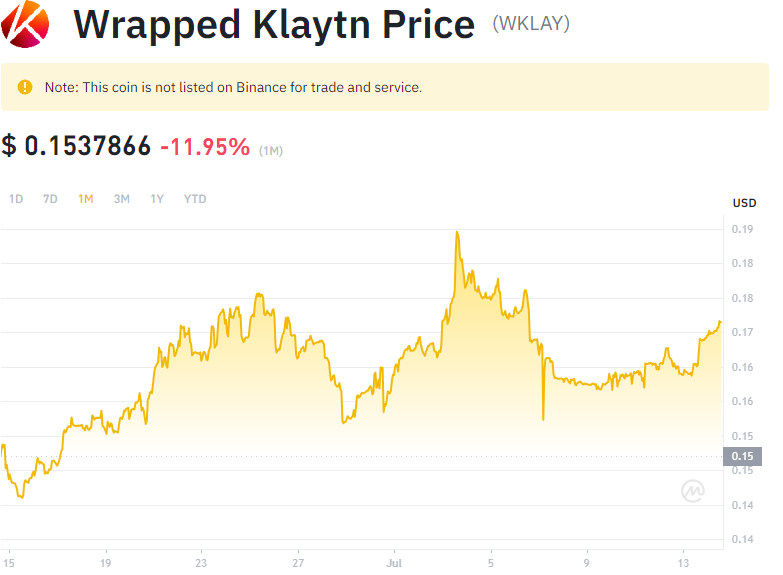 Wrapped Klaytn Price (WKLAY)
Note: This coin is not listed on Binance for trade and service.
$ 0.1537866 -11.95% (1M)
1D 7D 1M 3M 1Y YTD
USD
0.19
0.18
0.18
0.17
0.16
0.16
0.15
0.15
0.15
0.14
0.14
15 19 23 27 Jul 5 9 13